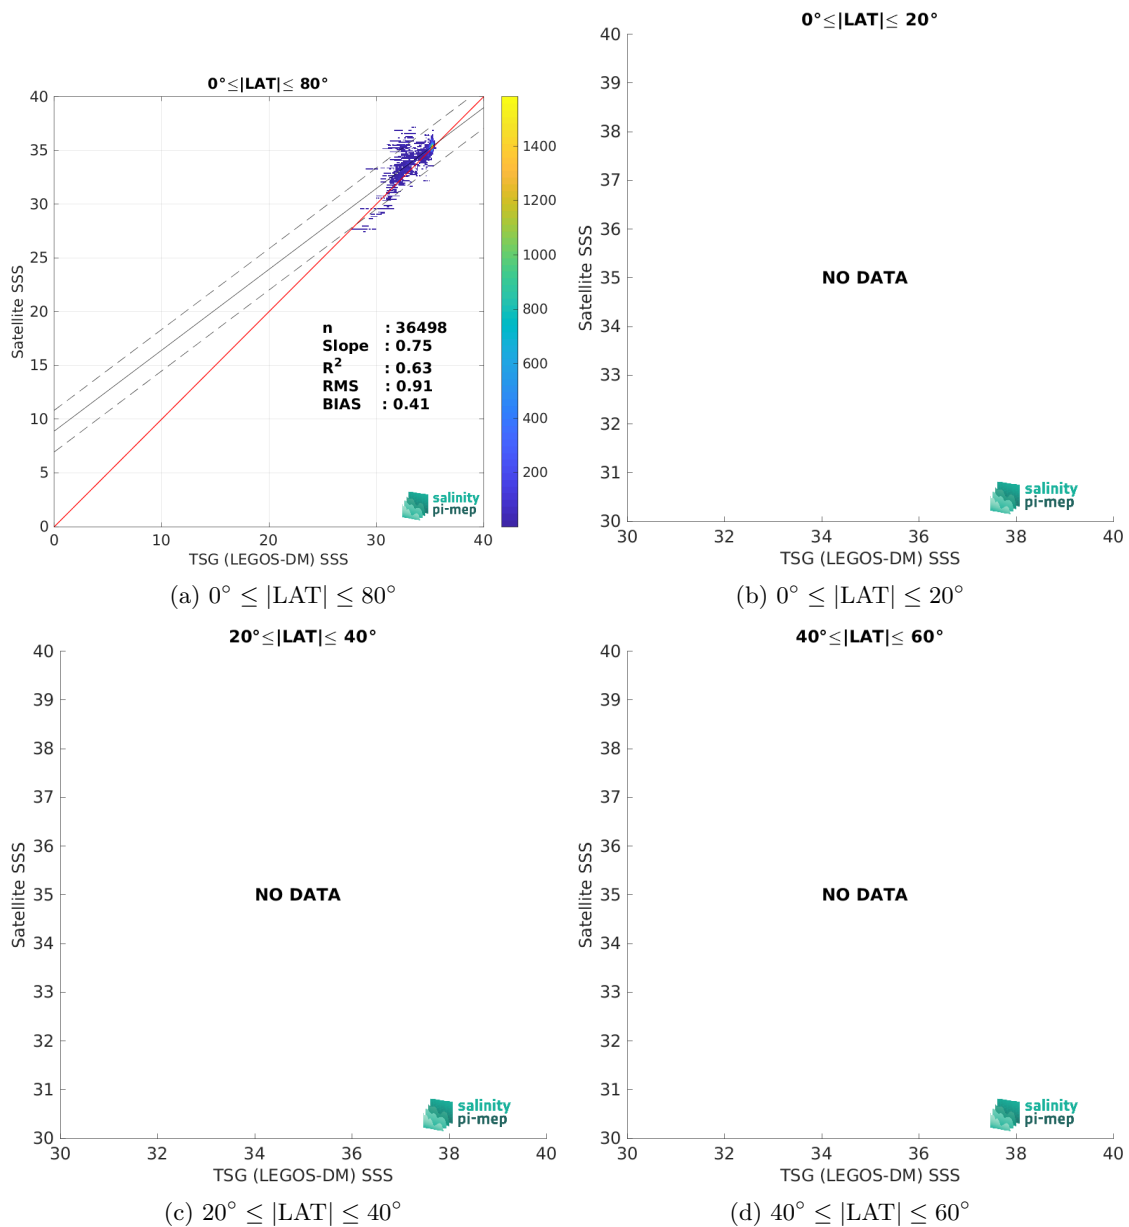 0°≤|LAT|≤ 80°
40
35
30
25
20
15
10
5
0
Satellite SSS
0
10
20
30
40
TSG (LEGOS-DM) SSS
n : 36498
Slope : 0.75
R² : 0.63
RMS : 0.91
BIAS : 0.41
salinity
pi-mep
1400
1200
1000
800
600
400
200
(a) 0° ≤ |LAT| ≤ 80°
0°≤|LAT|≤ 20°
40
39
38
37
36
35
34
33
32
31
30
Satellite SSS
NO DATA
salinity
pi-mep
30
32
34
36
38
40
TSG (LEGOS-DM) SSS
(b) 0° ≤ |LAT| ≤ 20°
20°≤|LAT|≤ 40°
40
39
38
37
36
35
34
33
32
31
30
Satellite SSS
NO DATA
salinity
pi-mep
30
32
34
36
38
40
TSG (LEGOS-DM) SSS
(c) 20° ≤ |LAT| ≤ 40°
40°≤|LAT|≤ 60°
40
39
38
37
36
35
34
33
32
31
30
Satellite SSS
NO DATA
salinity
pi-mep
30
32
34
36
38
40
TSG (LEGOS-DM) SSS
(d) 40° ≤ |LAT| ≤ 60°